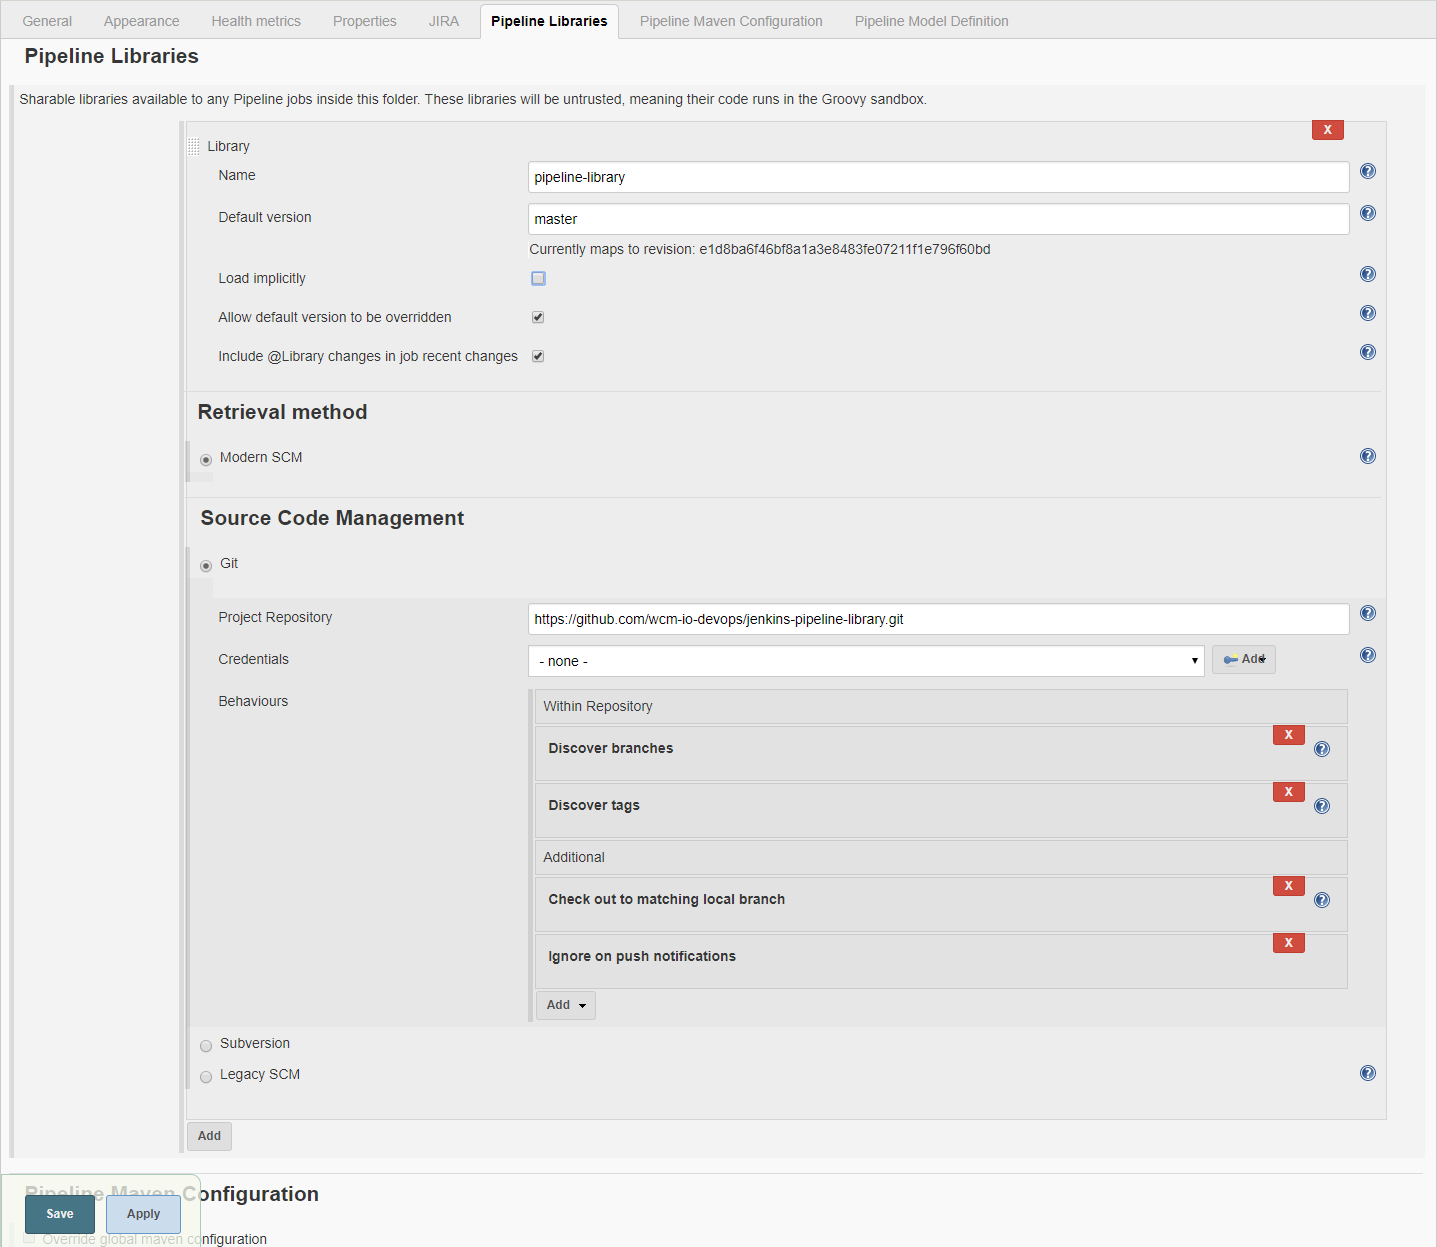 General Appearance Health metrics Properties JIRA Pipeline Libraries Pipeline Maven Configuration Pipeline Model Definition
Pipeline Libraries
Sharable libraries available to any Pipeline jobs inside this folder. These libraries will be untrusted, meaning their code runs in the Groovy sandbox.
X
Library
Name pipeline-library ?
Default version master ?
Currently maps to revision: e1d8ba6f46bf8a1a3e8483fe07211f1e796f60bd
Load implicitly ?
Allow default version to be overridden ?
Include @Library changes in job recent changes ?
Retrieval method
Modern SCM ?
Source Code Management
Git
Project Repository https://github.com/wcm-io-devops/jenkins-pipeline-library.git ?
Credentials - none - Add ?
Behaviours Within Repository
Discover branches X ?
Discover tags X ?
Additional
Check out to matching local branch X ?
Ignore on push notifications X
Add
Subversion
Legacy SCM ?
Add
Pipeline Maven Configuration
Save Apply
Override global maven configuration